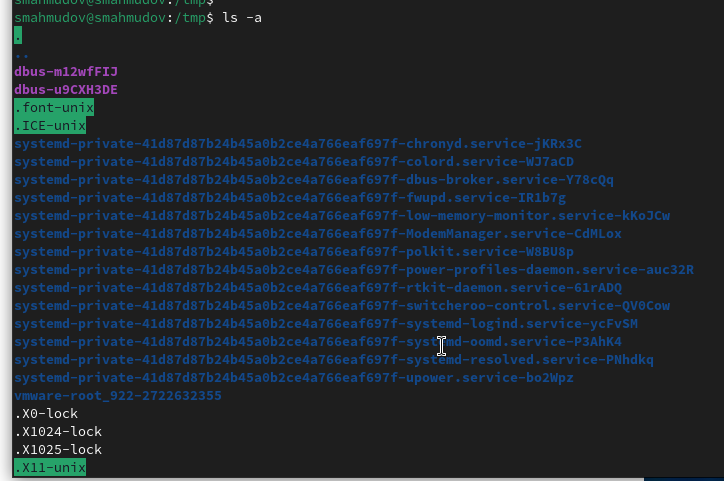 smahmudov@smahmudov:/tmp$
smahmudov@smahmudov:/tmp$ ls -a
.
..
dbus-m12wfFIJ
dbus-u9CXH3DE
.font-unix
.ICE-unix
systemd-private-41d87d87b24b45a0b2ce4a766eaf697f-chronyd.service-jKRx3C
systemd-private-41d87d87b24b45a0b2ce4a766eaf697f-colord.service-WJ7aCD
systemd-private-41d87d87b24b45a0b2ce4a766eaf697f-dbus-broker.service-Y78cQq
systemd-private-41d87d87b24b45a0b2ce4a766eaf697f-fwupd.service-IR1b7g
systemd-private-41d87d87b24b45a0b2ce4a766eaf697f-low-memory-monitor.service-kKoJCw
systemd-private-41d87d87b24b45a0b2ce4a766eaf697f-ModemManager.service-CdMLox
systemd-private-41d87d87b24b45a0b2ce4a766eaf697f-polkit.service-W8BU8p
systemd-private-41d87d87b24b45a0b2ce4a766eaf697f-power-profiles-daemon.service-auc32R
systemd-private-41d87d87b24b45a0b2ce4a766eaf697f-rtkit-daemon.service-61rADQ
systemd-private-41d87d87b24b45a0b2ce4a766eaf697f-switcheroo-control.service-QV0Cow
systemd-private-41d87d87b24b45a0b2ce4a766eaf697f-systemd-logind.service-ycFvSM
systemd-private-41d87d87b24b45a0b2ce4a766eaf697f-systemd-oomd.service-P3AhK4
systemd-private-41d87d87b24b45a0b2ce4a766eaf697f-systemd-resolved.service-PNhdkq
systemd-private-41d87d87b24b45a0b2ce4a766eaf697f-upower.service-bo2Wpz
vmware-root_922-2722632355
.X0-lock
.X1024-lock
.X1025-lock
.X11-unix